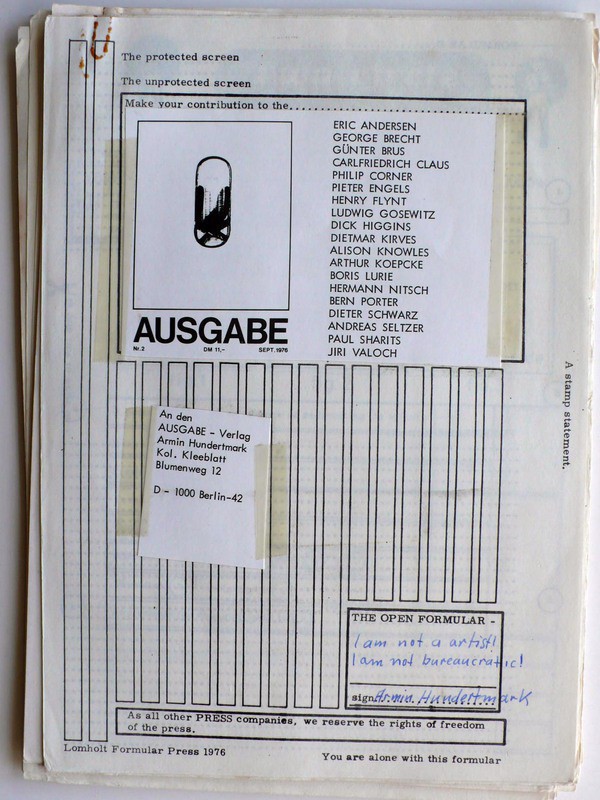 The protected screen
The unprotected screen
Make your contribution to the...........................
ERIC ANDERSEN
GEORGE BRECHT
GÜNTER BRUS
CARLFRIEDRICH CLAUS
PHILIP CORNER
PIETER ENGELS
HENRY FLYNT
LUDWIG GOSEWITZ
DICK HIGGINS
DIETMAR KIRVES
ALISON KNOWLES
ARTHUR KOEPCKE
BORIS LURIE
HERMANN NITSCH
BERN PORTER
DIETER SCHWARZ
ANDREAS SELTZER
PAUL SHARITS
JIRI VALOCH
AUSGABE
Nr.2 DM 11,- SEPT.1976
A stamp statement.
An den
AUSGABE - Verlag
Armin Hundertmark
Kol. Kleeblatt
Blumenweg 12
D - 1000 Berlin-42
THE OPEN FORMULAR -
I am not a artist!
I am not bureaucratic!
sign. Armin Hundertmark
As all other PRESS companies, we reserve the rights of freedom
of the press.
Lomholt Formular Press 1976
You are alone with this formular